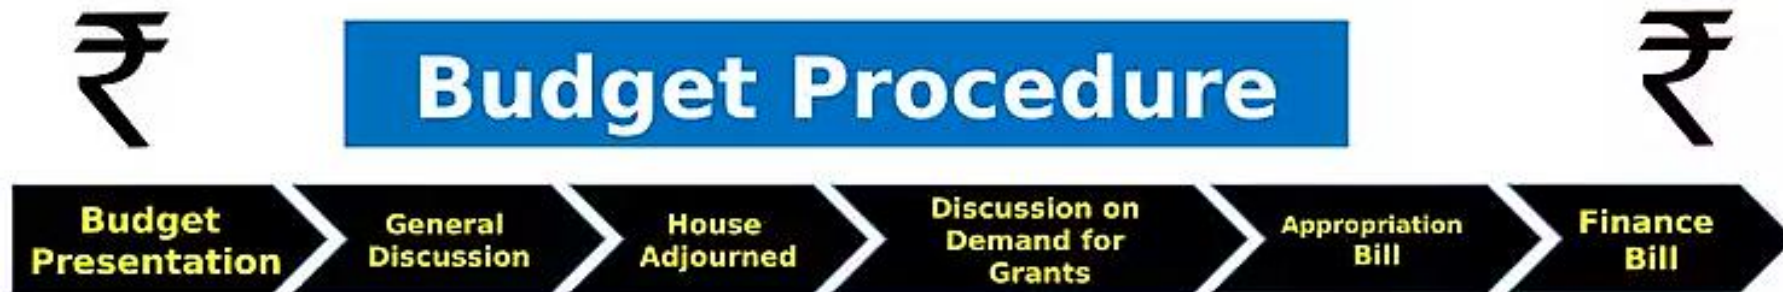 ₹
Budget Procedure
₹
Budget
Presentation
General
Discussion
House
Adjourned
Discussion on
Demand for
Grants
Appropriation
Bill
Finance
Bill